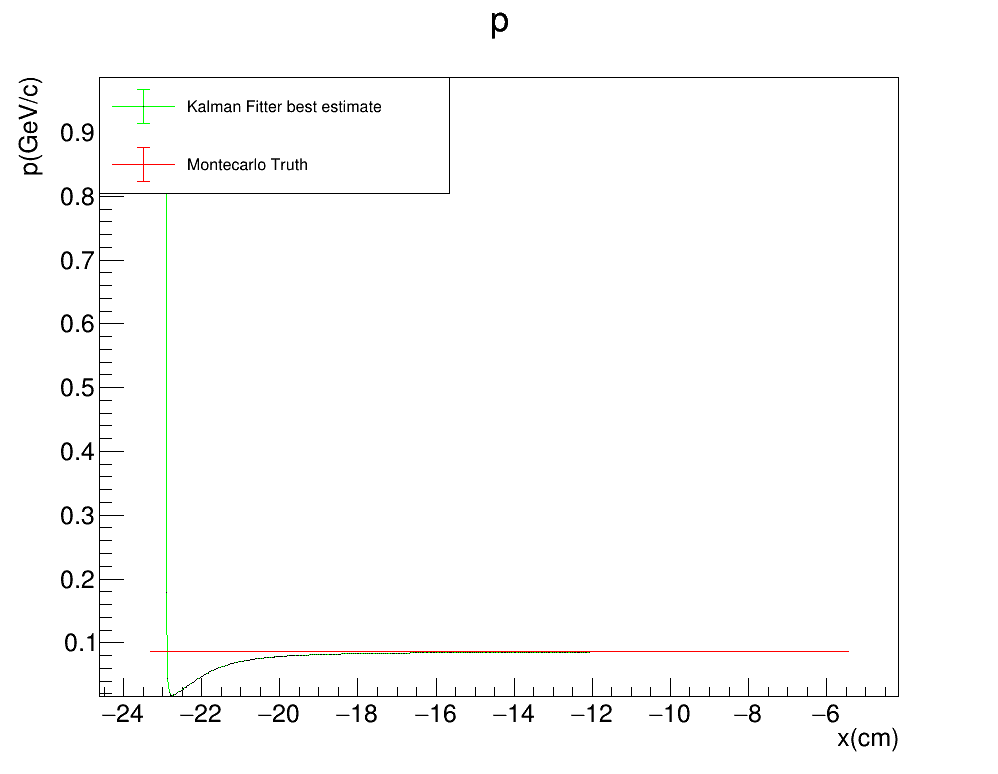 p
p(GeV/c)
Kalman Fitter best estimate
Montecarlo Truth
0.9
0.8
0.7
0.6
0.5
0.4
0.3
0.2
0.1
−24 −22 −20 −18 −16 −14 −12 −10 −8 −6
x(cm)